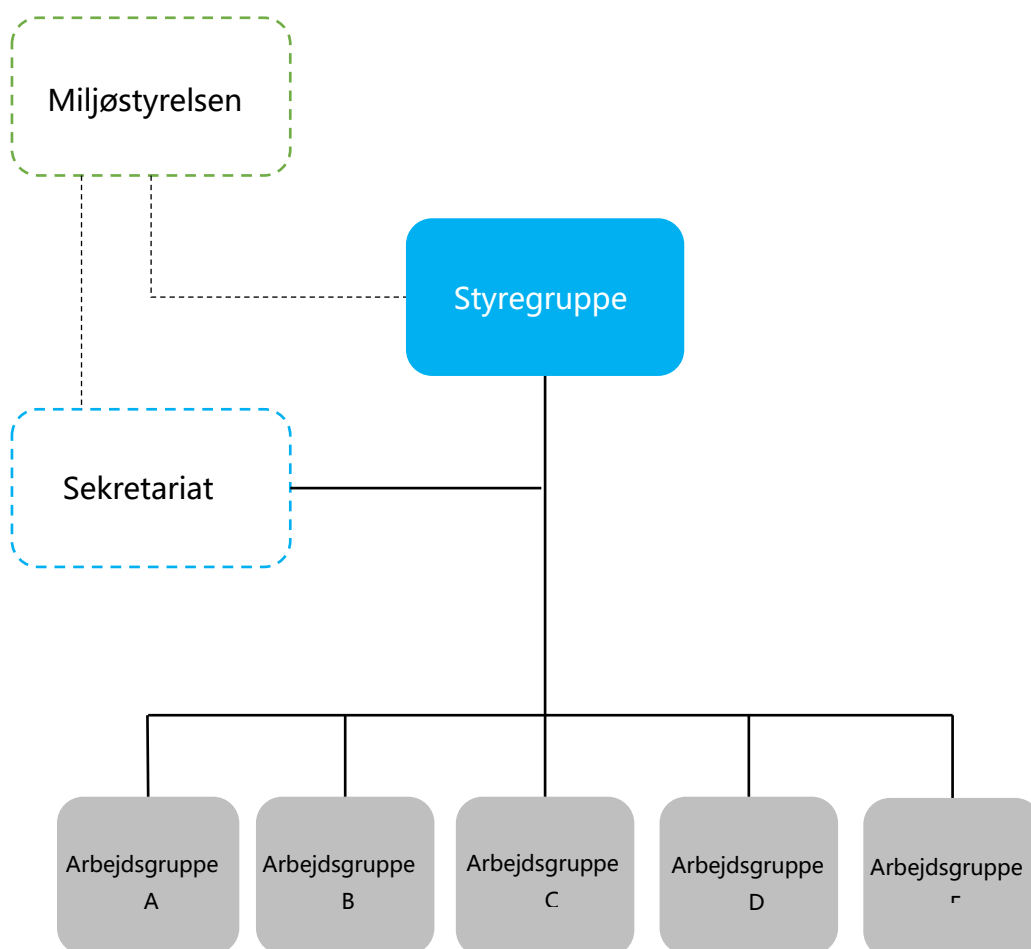 Miljøstyrelsen
Styregruppe
Sekretariat
Arbejdsgruppe
A
Arbejdsgruppe
B
Arbejdsgruppe
C
Arbejdsgruppe
D
Arbejdsgruppe